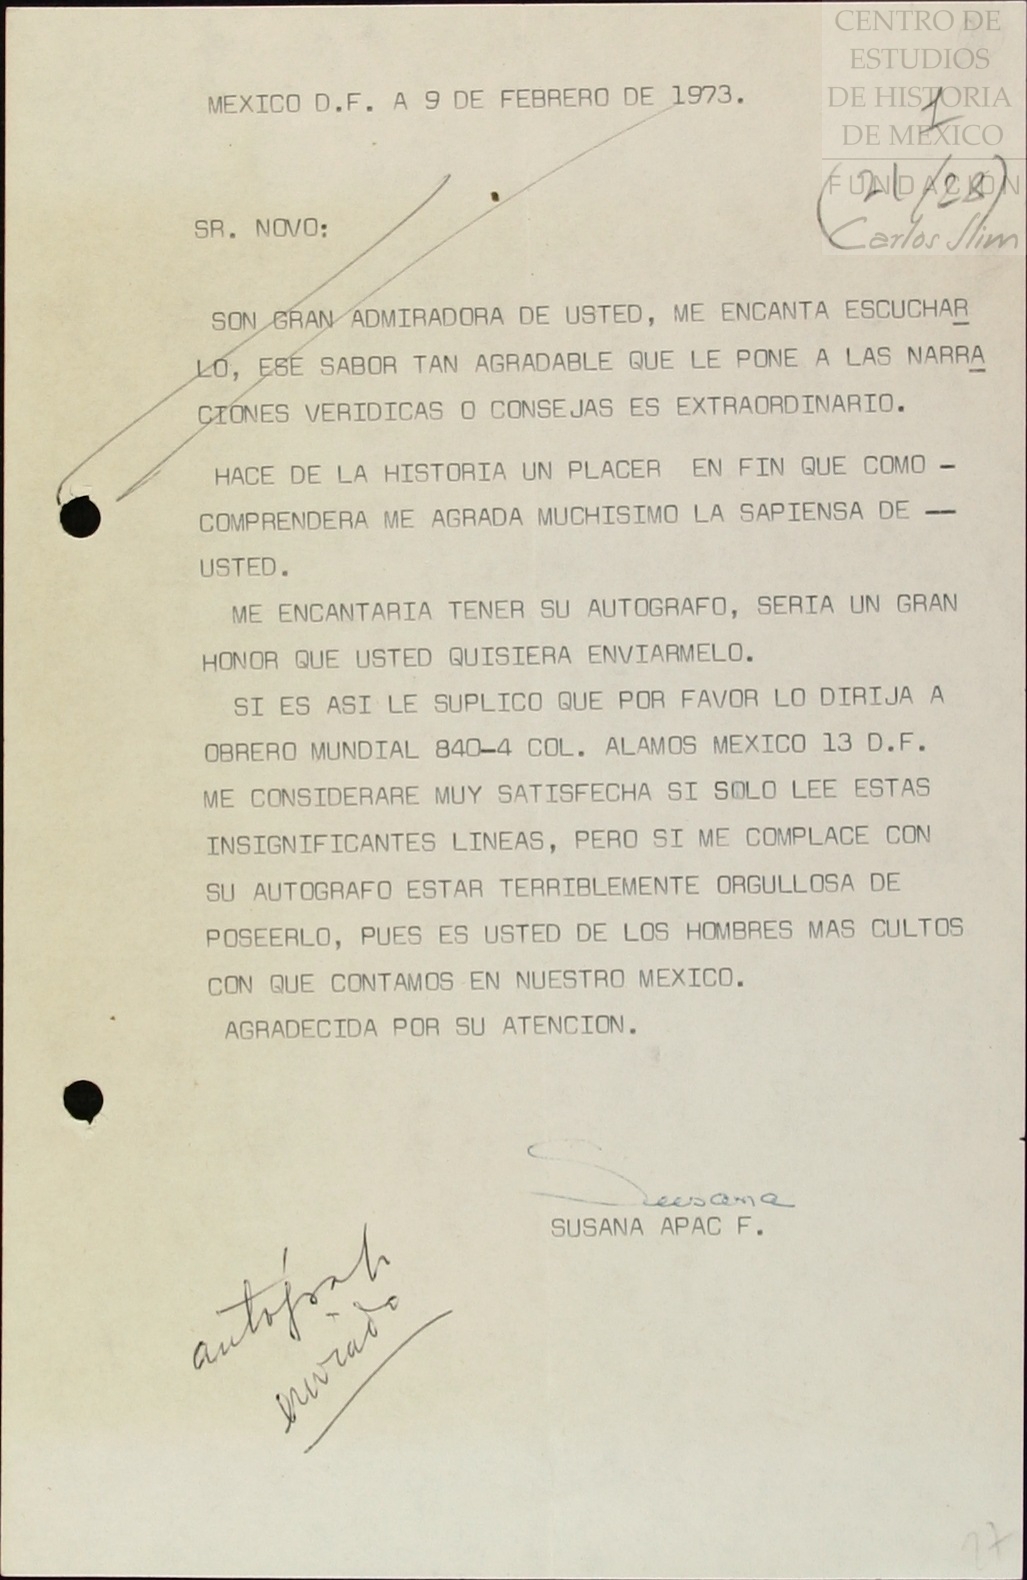 CENTRO DE
ESTUDIOS
DE HISTORIA
DE MEXICO
FUNDACIÓN
Carlos Slim
1
(21/28)
MEXICO D.F. A 9 DE FEBRERO DE 1973.
SR. NOVO:
SON GRAN ADMIRADORA DE USTED, ME ENCANTA ESCUCHAR
LO, ESE SABOR TAN AGRADABLE QUE LE PONE A LAS NARRA
CIONES VERIDICAS O CONSEJAS ES EXTRAORDINARIO.
HACE DE LA HISTORIA UN PLACER EN FIN QUE COMO -
COMPRENDERA ME AGRADA MUCHISIMO LA SAPIENSA DE --
USTED.
ME ENCANTARIA TENER SU AUTOGRAFO, SERIA UN GRAN
HONOR QUE USTED QUISIERA ENVIARMELO.
SI ES ASI LE SUPLICO QUE POR FAVOR LO DIRIJA A
OBRERO MUNDIAL 840-4 COL. ALAMOS MEXICO 13 D.F.
ME CONSIDERARE MUY SATISFECHA SI SOLO LEE ESTAS
INSIGNIFICANTES LINEAS, PERO SI ME COMPLACE CON
SU AUTOGRAFO ESTAR TERRIBLEMENTE ORGULLOSA DE
POSEERLO, PUES ES USTED DE LOS HOMBRES MAS CULTOS
CON QUE CONTAMOS EN NUESTRO MEXICO.
AGRADECIDA POR SU ATENCION.
Susana
SUSANA APAC F.
autógrafo
enviado
27